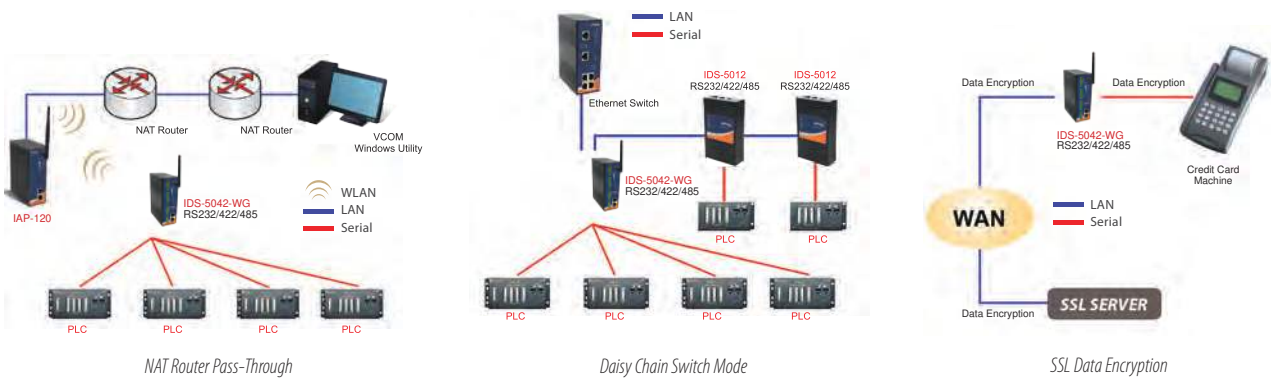 NAT Router
NAT Router
VCOM
Windows Utility
IAP-120
IDS-5042-WG
RS232/422/485
WLAN
LAN
Serial
PLC
PLC
PLC
PLC
NAT Router Pass-Through
LAN
Serial
Ethernet Switch
IDS-5012
RS232/422/485
IDS-5012
RS232/422/485
IDS-5042-WG
RS232/422/485
PLC
PLC
PLC
PLC
PLC
PLC
Daisy Chain Switch Mode
Data Encryption
Data Encryption
IDS-5042-WG
RS232/422/485
Credit Card
Machine
WAN
LAN
Serial
Data Encryption
SSL SERVER
SSL Data Encryption